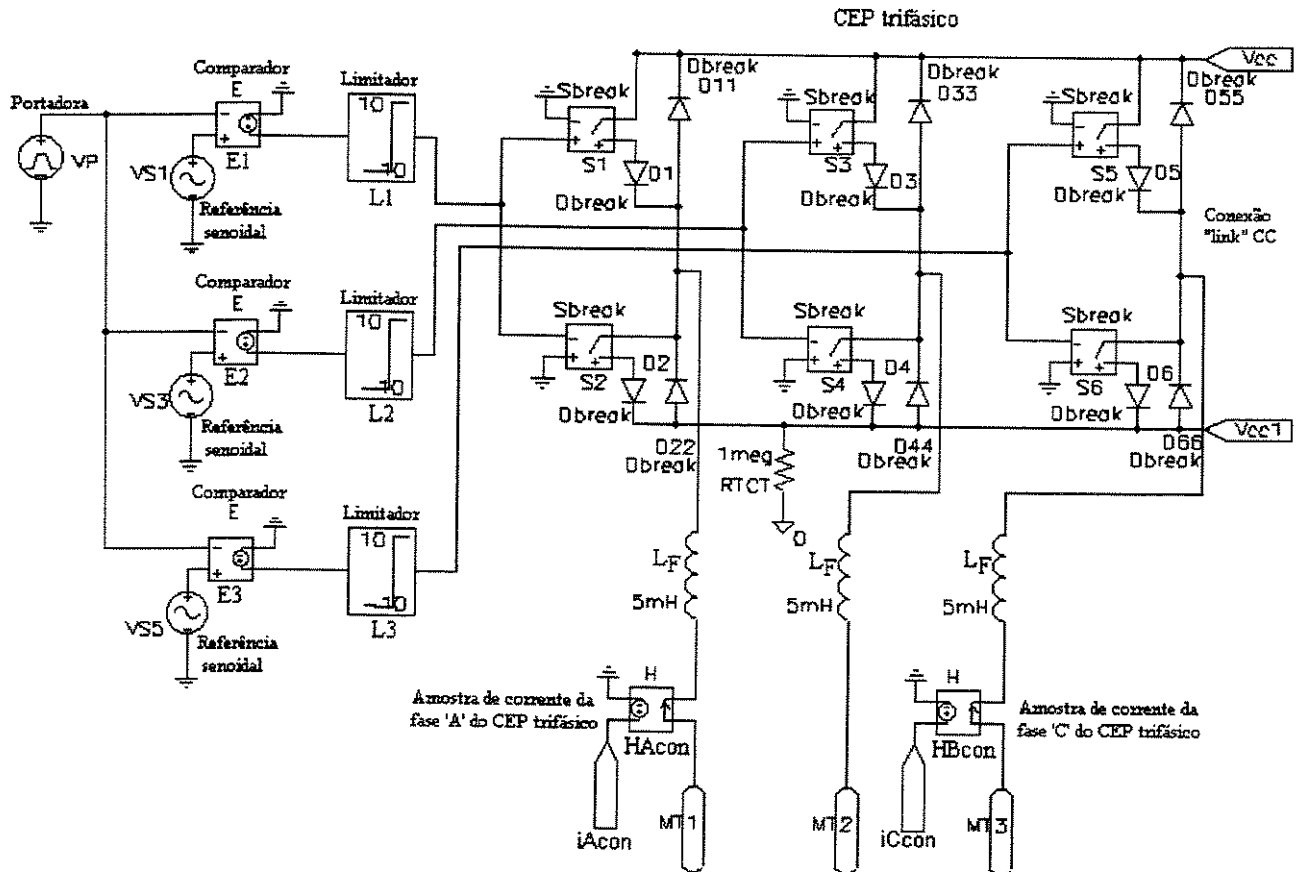 CEP trifásico
Comparador
E
Portadora
VP
VS1
E1
Referência
senoidal
Limitador
10
-10
L1
Sbreak
S1
D1
Dbreak
Dbreak
D11
Sbreak
S3
D3
Dbreak
Dbreak
D33
Sbreak
S5
D5
Dbreak
Dbreak
D55
Vcc
Conexão
"link" CC
Comparador
E
VS3
E2
Referência
senoidal
Limitador
10
-10
L2
Sbreak
S2
D2
Dbreak
D22
Dbreak
Sbreak
S4
D4
Dbreak
D44
Dbreak
Sbreak
S6
D6
Dbreak
D66
Dbreak
Vcc1
1meg
RTCT
0
Comparador
E
VS5
E3
Referência
senoidal
Limitador
10
-10
L3
LF
5mH
LF
5mH
LF
5mH
Amostra de corrente da
fase 'A' do CEP trifásico
H
HAcon
iAcon
MT1
MT2
H
HBcon
iCcon
MT3
Amostra de corrente da
fase 'C' do CEP trifásico